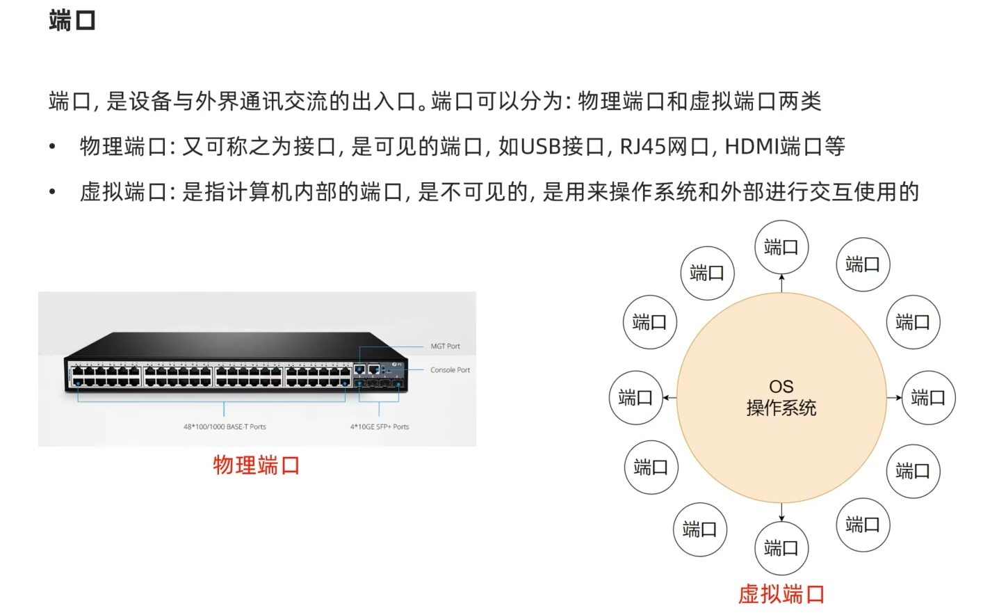 端口
端口, 是设备与外界通讯交流的出入口。端口可以分为: 物理端口和虚拟端口两类
• 物理端口: 又可称之为接口, 是可见的端口, 如USB接口, RJ45网口, HDMI端口等
• 虚拟端口: 是指计算机内部的端口, 是不可见的, 是用来操作系统和外部进行交互使用的
MGT Port
Console Port
48*100/1000 BASE-T Ports
4*10GE SFP+ Ports
物理端口
端口
端口
端口
端口
端口
端口
OS
操作系统
端口
端口
端口
端口
端口
端口
虚拟端口